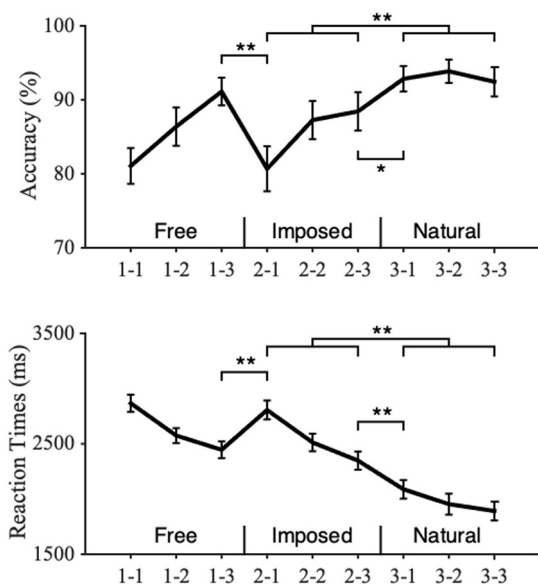 100
**
**
90
Accuracy (%)
80
*
Free Imposed Natural
70
1-1 1-2 1-3 2-1 2-2 2-3 3-1 3-2 3-3
3500
**
**
**
Reaction Times (ms)
2500
Free Imposed Natural
1500
1-1 1-2 1-3 2-1 2-2 2-3 3-1 3-2 3-3